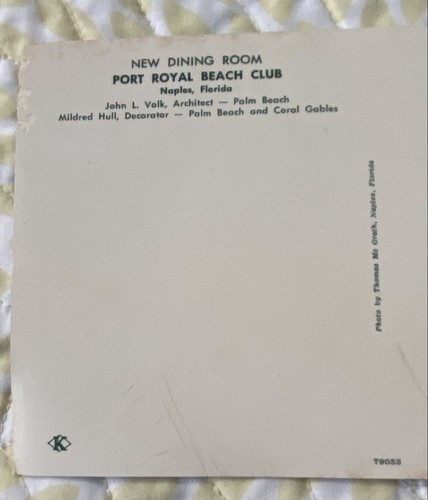 NEW DINING ROOM
PORT ROYAL BEACH CLUB
Naples, Florida
John L. Volk, Architect — Palm Beach
Mildred Hull, Decorator — Palm Beach and Coral Gables
Photo by Thomas Mc Grath, Naples, Florida
K
T9053